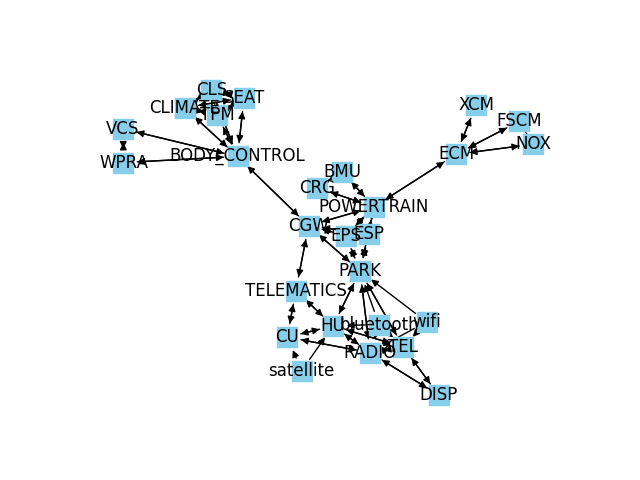 CLS
SEAT
CLIMATE
TPM
XCM
FSCM
VCS
NOX
ECM
WPRA
BODY_CONTROL
BMU
CRG
POWERTRAIN
CGW
EPS
ESP
PARK
TELEMATICS
HU
bluetooth
wifi
CU
RADIO
TEL
satellite
DISP